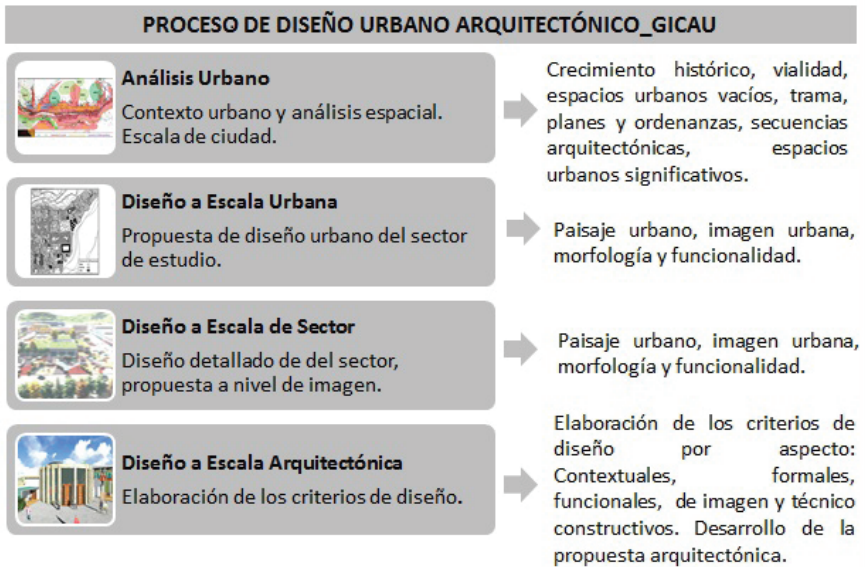 PROCESO DE DISEÑO URBANO ARQUITECTÓNICO_GICAU
Análisis Urbano
Contexto urbano y análisis espacial.
Escala de ciudad.
Crecimiento histórico, vialidad,
espacios urbanos vacíos, trama,
planes y ordenanzas, secuencias
arquitectónicas, espacios
urbanos significativos.
Diseño a Escala Urbana
Propuesta de diseño urbano del sector
de estudio.
Paisaje urbano, imagen urbana,
morfología y funcionalidad.
Diseño a Escala de Sector
Diseño detallado de del sector,
propuesta a nivel de imagen.
Paisaje urbano, imagen urbana,
morfología y funcionalidad.
Diseño a Escala Arquitectónica
Elaboración de los criterios de diseño.
Elaboración de los criterios de
diseño por aspecto:
Contextuales, formales,
funcionales, de imagen y técnico
constructivos. Desarrollo de la
propuesta arquitectónica.